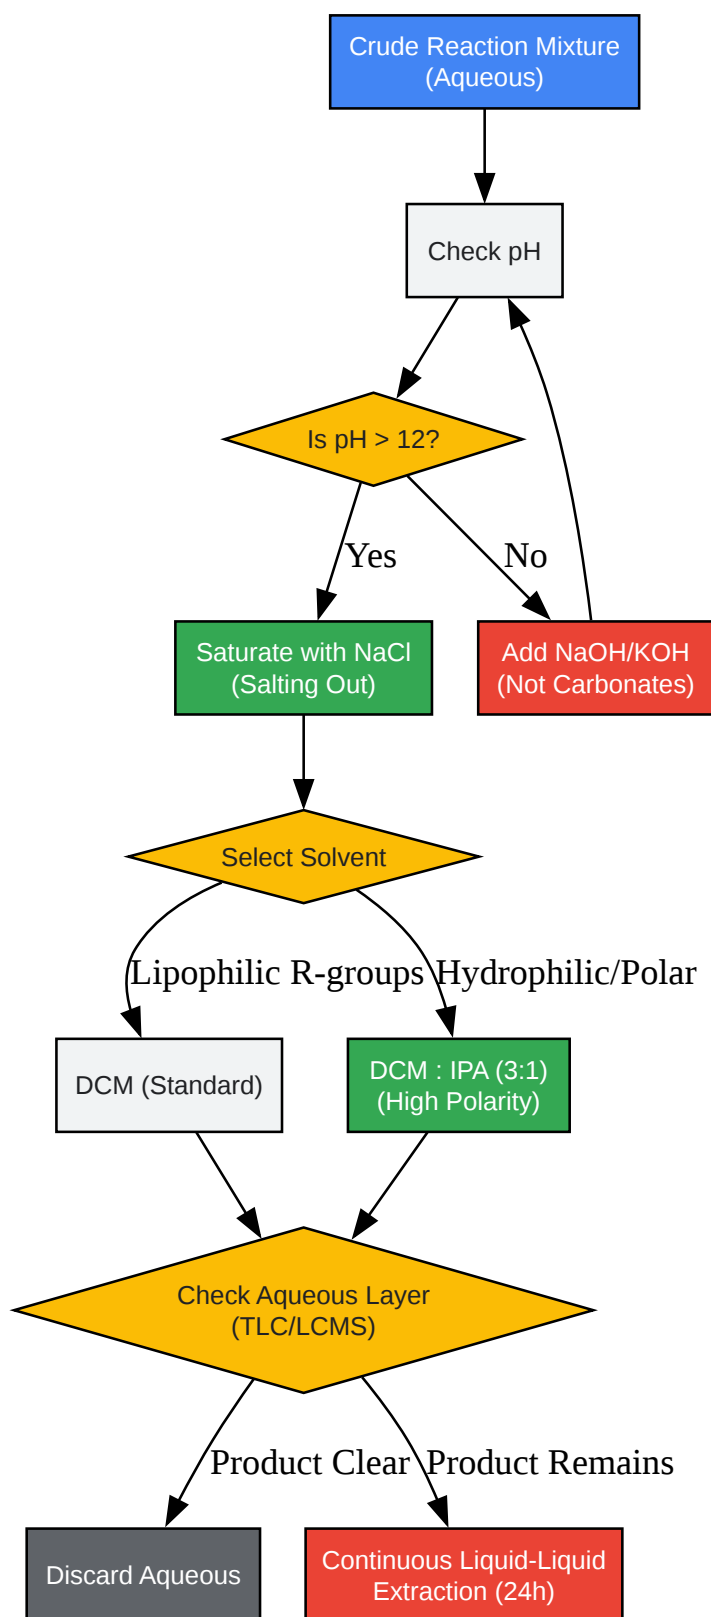 Crude Reaction Mixture
(Aqueous)
Check pH
Is pH > 12?
Yes
No
Saturate with NaCl
(Salting Out)
Add NaOH/KOH
(Not Carbonates)
Select Solvent
Lipophilic R-groups
Hydrophilic/Polar
DCM (Standard)
DCM : IPA (3:1)
(High Polarity)
Check Aqueous Layer
(TLC/LCMS)
Product Clear
Product Remains
Discard Aqueous
Continuous Liquid-Liquid
Extraction (24h)